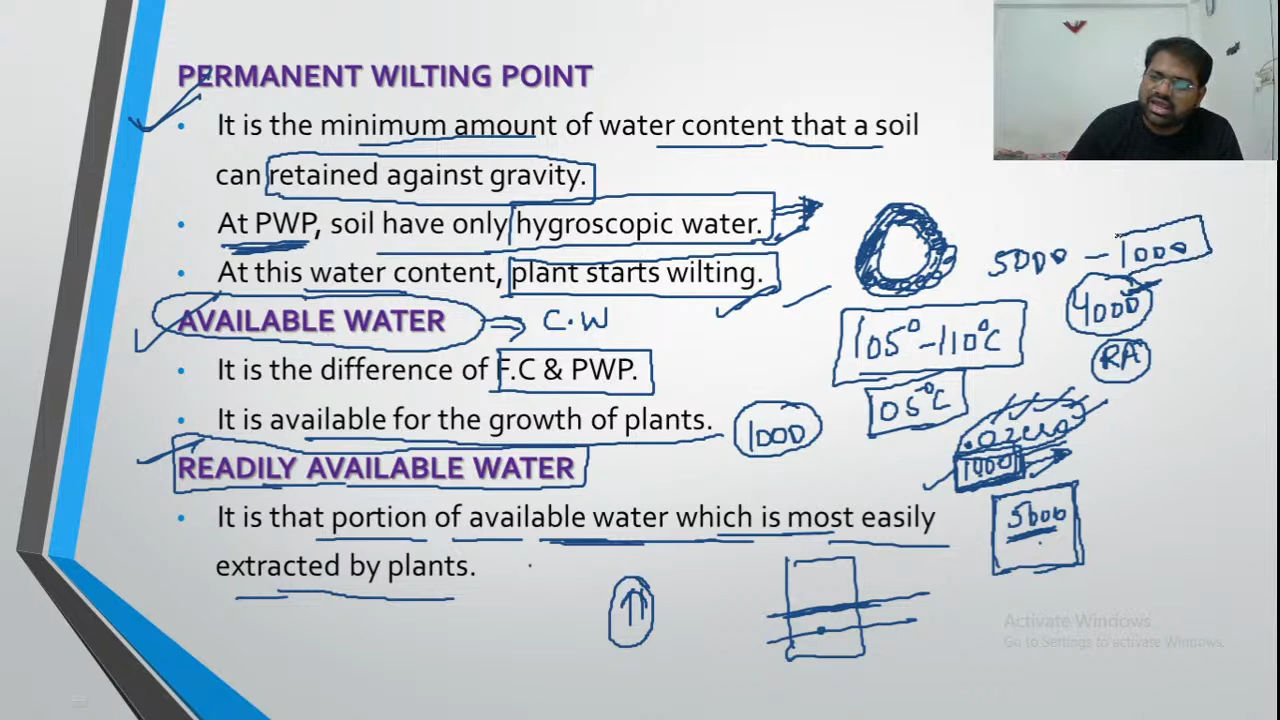 PERMANENT WILTING POINT
• It is the minimum amount of water content that a soil
can retained against gravity.
• At PWP, soil have only hygroscopic water.
• At this water content, plant starts wilting.
AVAILABLE WATER
C.W
• It is the difference of F.C & PWP.
• It is available for the growth of plants.
READILY AVAILABLE WATER
• It is that portion of available water which is most easily
extracted by plants.
5000 - 1000
4000
105° - 110°C
RA
05°C
1000
1000
5000
Activate Windows
Go to Settings to activate Windows.